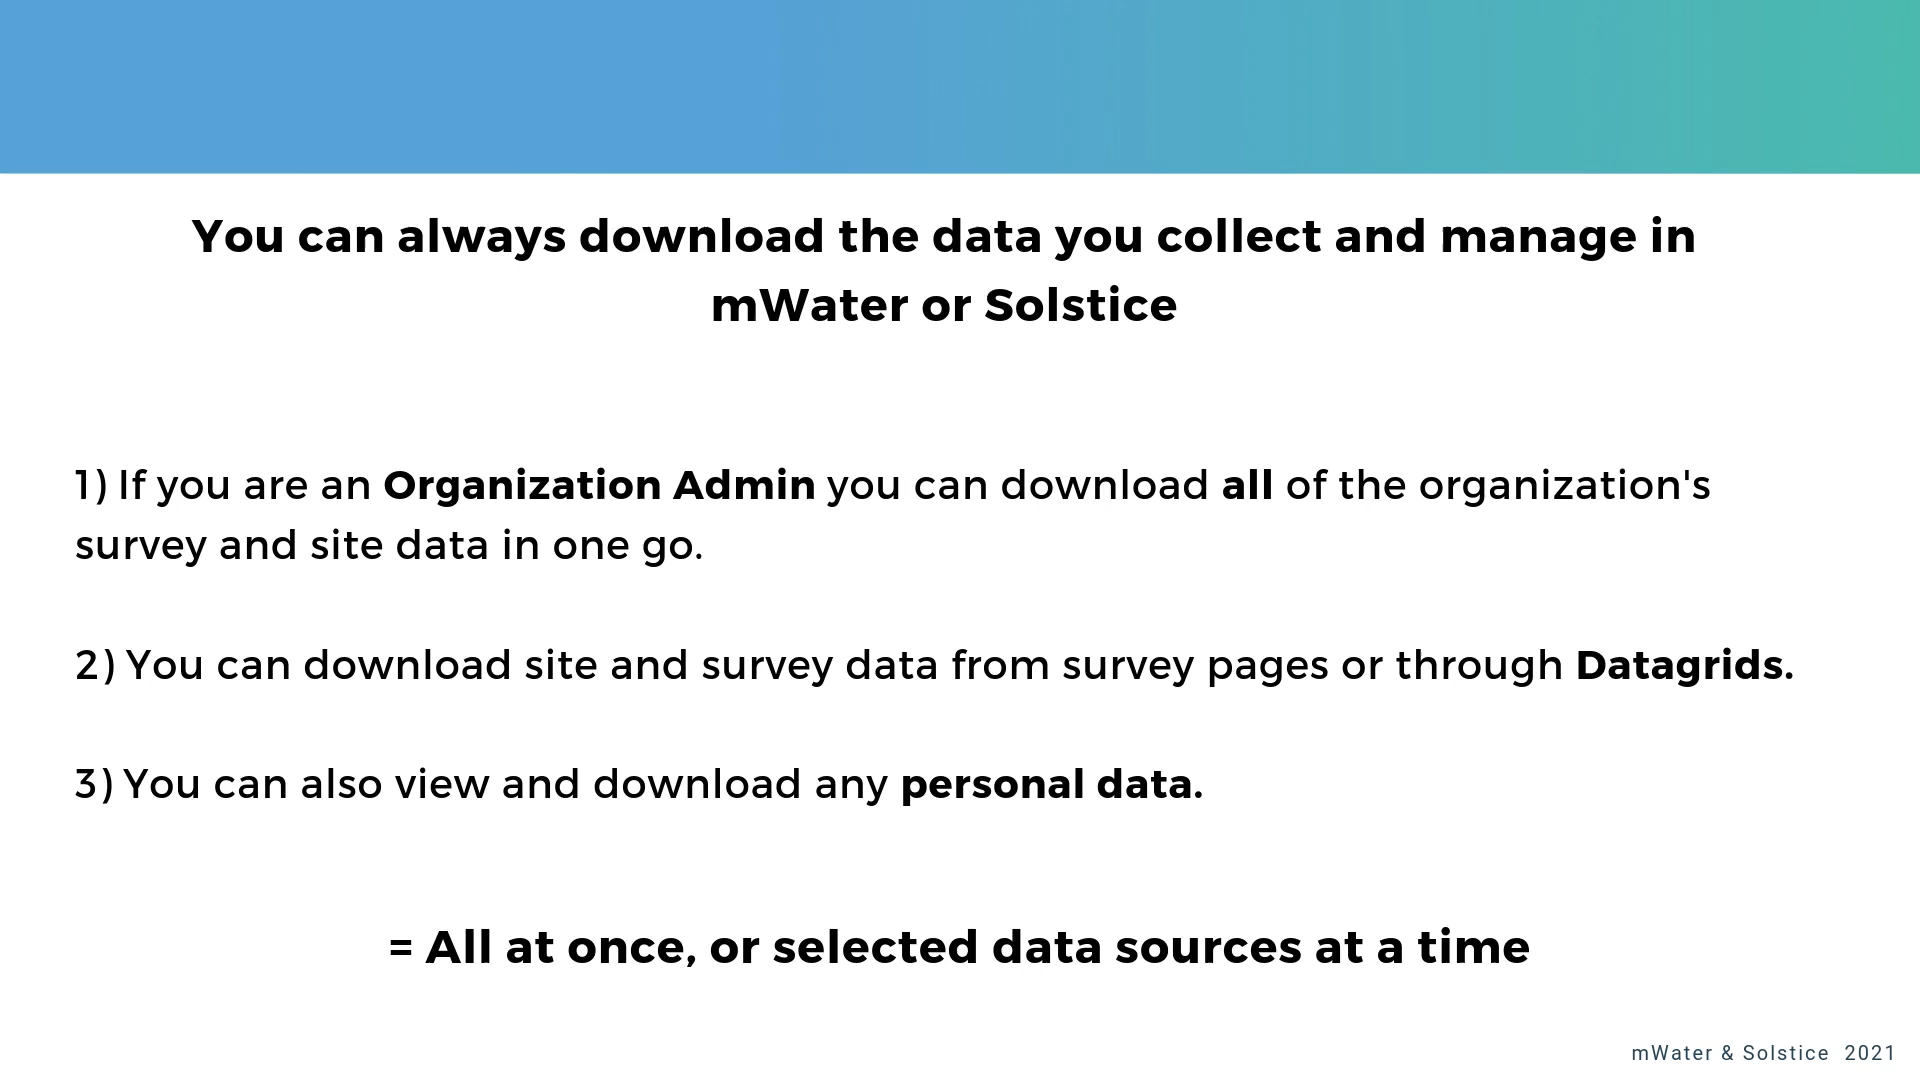 You can always download the data you collect and manage in
mWater or Solstice
1) If you are an Organization Admin you can download all of the organization's
survey and site data in one go.
2) You can download site and survey data from survey pages or through Datagrids.
3) You can also view and download any personal data.
= All at once, or selected data sources at a time
mWater & Solstice 2021